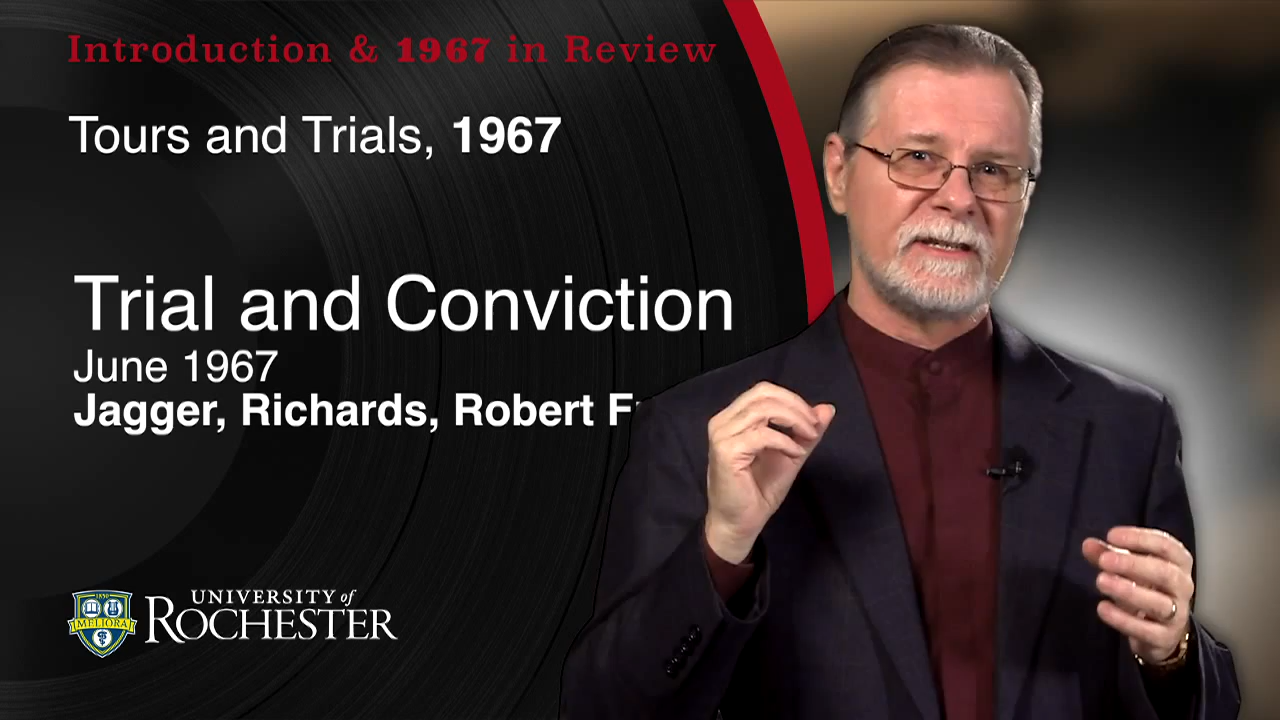 Introduction & 1967 in Review
Tours and Trials, 1967
Trial and Conviction
June 1967
Jagger, Richards, Robert
MELIORA
UNIVERSITY of
ROCHESTER